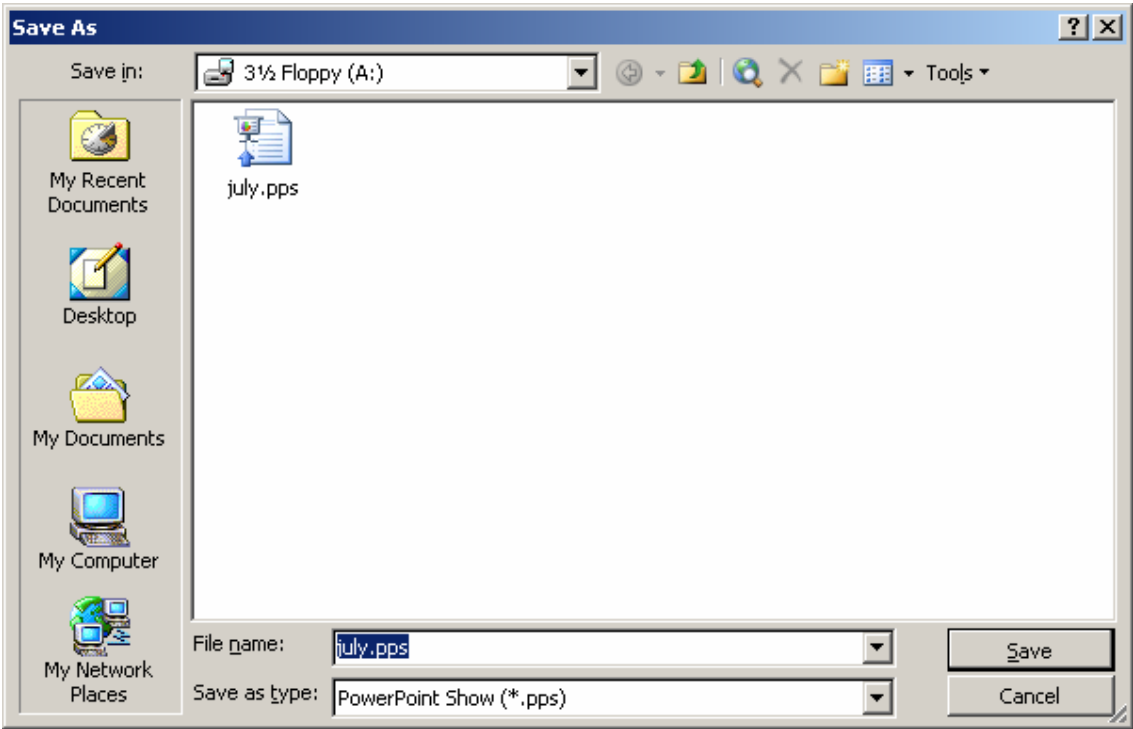 Save As
Save in:
3½ Floppy (A:)
Tools
My Recent
Documents
Desktop
My Documents
My Computer
My Network
Places
july.pps
File name:
july.pps
Save
Save as type:
PowerPoint Show (*.pps)
Cancel